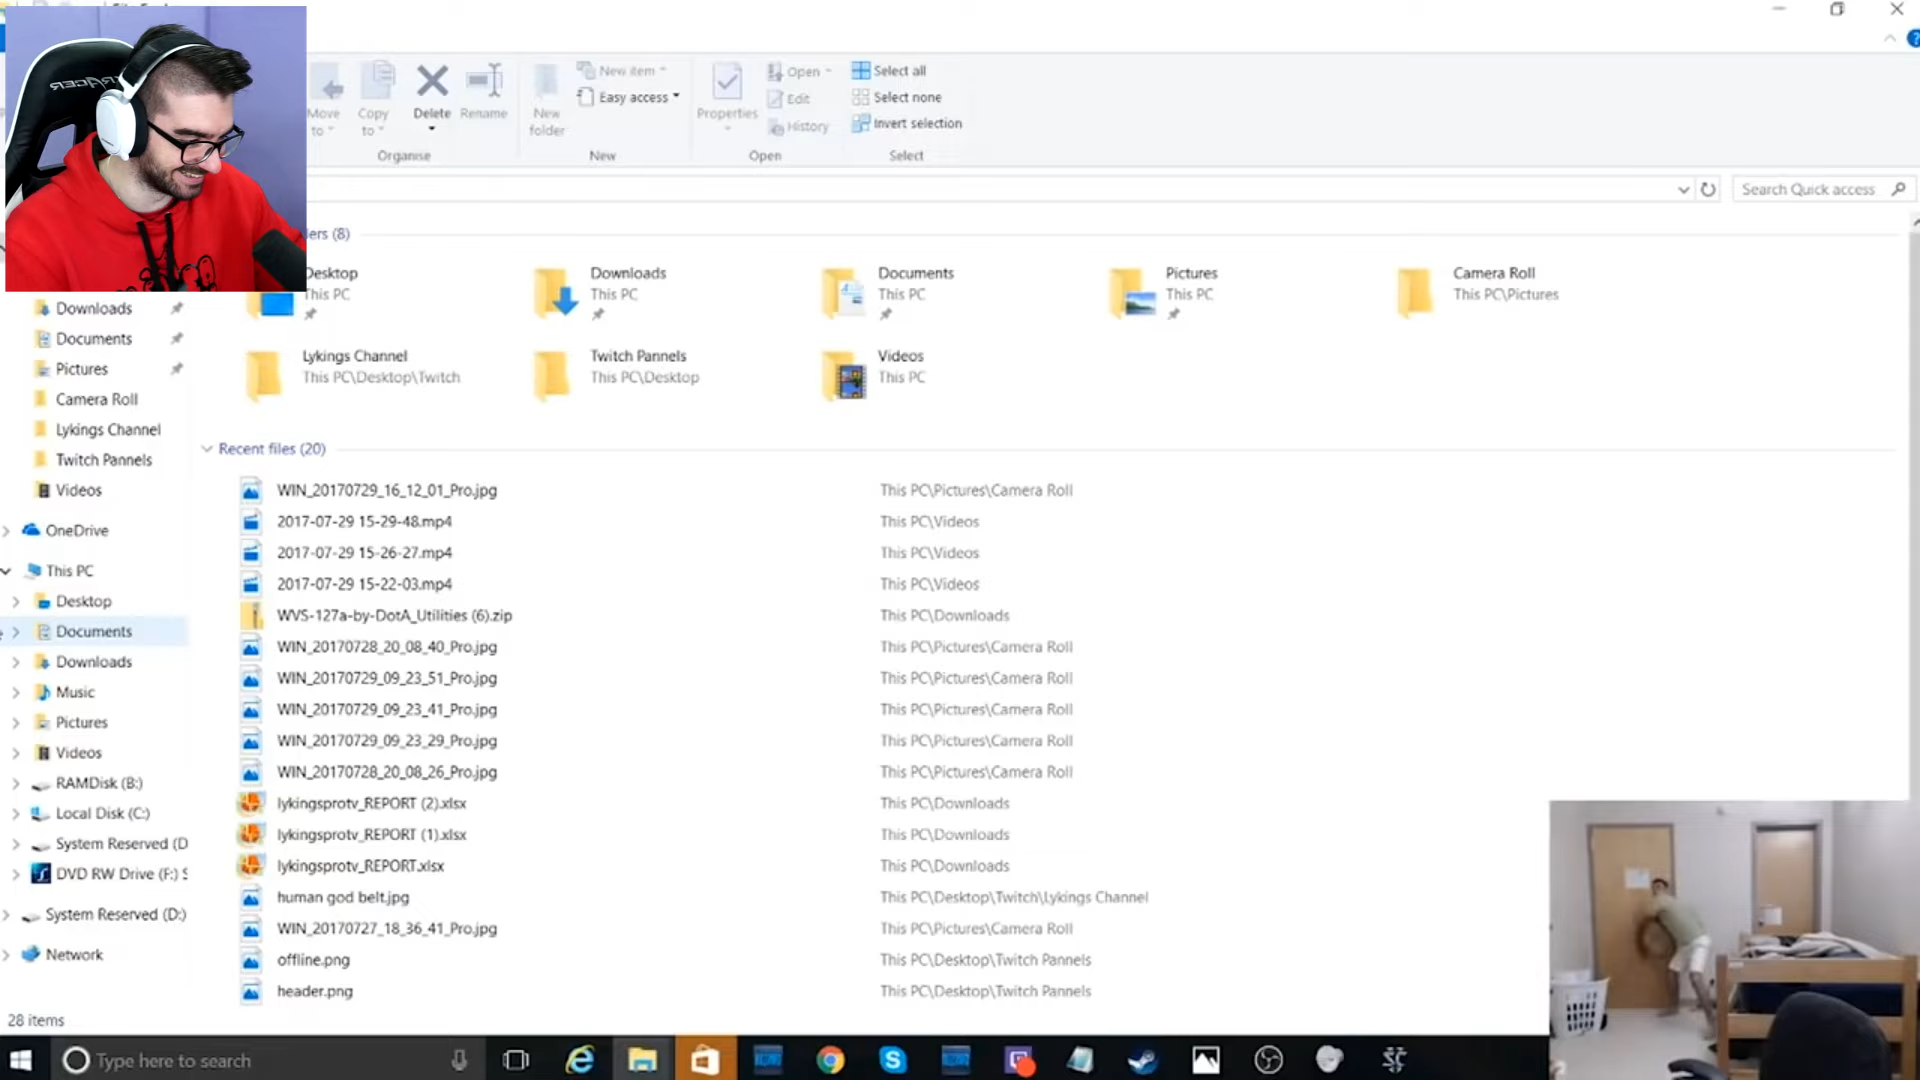 Move
to
Copy
to
Delete
Rename
Organise
New
folder
New item
Easy access
New
Properties
Open
Edit
History
Open
Select all
Select none
Invert selection
Select
Search Quick access
ers (8)
Desktop
This PC
Downloads
This PC
Documents
This PC
Pictures
This PC
Camera Roll
This PC\Pictures
Lykings Channel
This PC\Desktop\Twitch
Twitch Pannels
This PC\Desktop
Videos
This PC
Downloads
Documents
Pictures
Camera Roll
Lykings Channel
Twitch Pannels
Videos
OneDrive
This PC
Desktop
Documents
Downloads
Music
Pictures
Videos
RAMDisk (B:)
Local Disk (C:)
System Reserved (D
DVD RW Drive (F:) S
System Reserved (D:)
Network
Recent files (20)
WIN_20170729_16_12_01_Pro.jpg This PC\Pictures\Camera Roll
2017-07-29 15-29-48.mp4 This PC\Videos
2017-07-29 15-26-27.mp4 This PC\Videos
2017-07-29 15-22-03.mp4 This PC\Videos
WVS-127a-by-DotA_Utilities (6).zip This PC\Downloads
WIN_20170728_20_08_40_Pro.jpg This PC\Pictures\Camera Roll
WIN_20170729_09_23_51_Pro.jpg This PC\Pictures\Camera Roll
WIN_20170729_09_23_41_Pro.jpg This PC\Pictures\Camera Roll
WIN_20170729_09_23_29_Pro.jpg This PC\Pictures\Camera Roll
WIN_20170728_20_08_26_Pro.jpg This PC\Pictures\Camera Roll
lykingsprotv_REPORT (2).xlsx This PC\Downloads
lykingsprotv_REPORT (1).xlsx This PC\Downloads
lykingsprotv_REPORT.xlsx This PC\Downloads
human god belt.jpg This PC\Desktop\Twitch\Lykings Channel
WIN_20170727_18_36_41_Pro.jpg This PC\Pictures\Camera Roll
offline.png This PC\Desktop\Twitch Pannels
header.png This PC\Desktop\Twitch Pannels
28 items
Type here to search